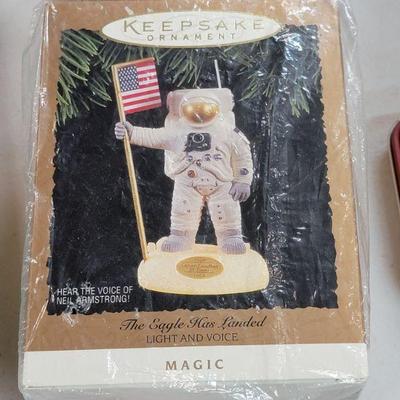 KEEPSAKE
ORNAMENT
HEAR THE VOICE OF
NEIL ARMSTRONG!
The Eagle Has Landed
LIGHT AND VOICE
MAGIC